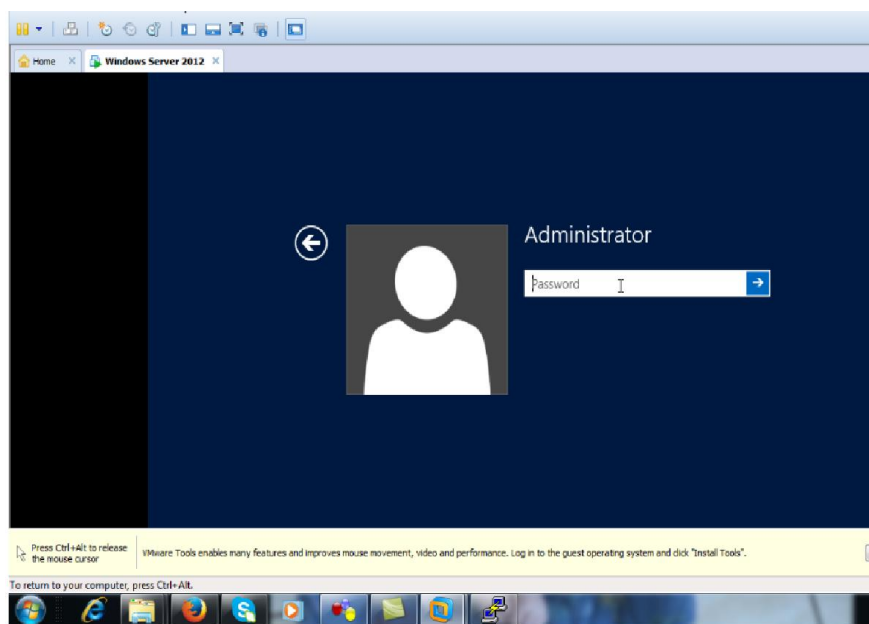 Home
Windows Server 2012
Administrator
Password
Press Ctrl+Alt to release
the mouse cursor
VMware Tools enables many features and improves mouse movement, video and performance. Log in to the guest operating system and click "Install Tools".
To return to your computer, press Ctrl+Alt.